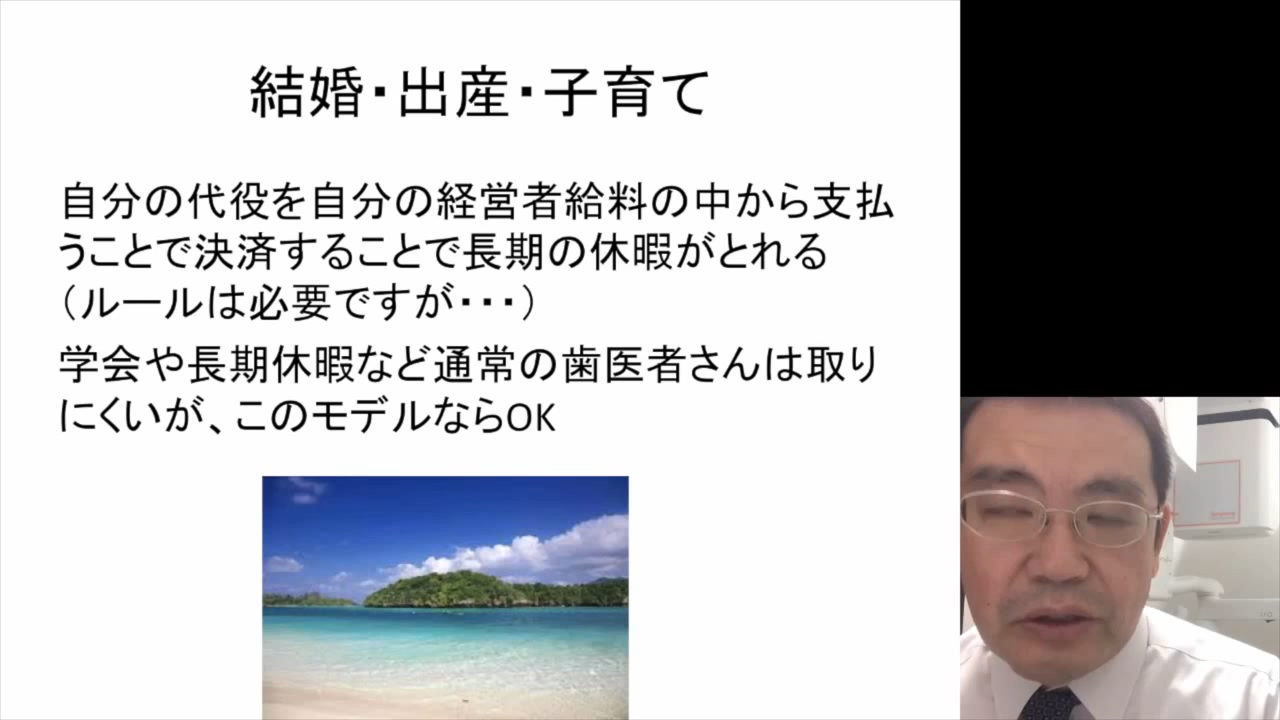 結婚・出産・子育て
自分の代役を自分の経営者給料の中から支払
うことで決済することで長期の休暇がとれる
（ルールは必要ですが・・・）
学会や長期休暇など通常の歯医者さんは取り
にくいが、このモデルならOK